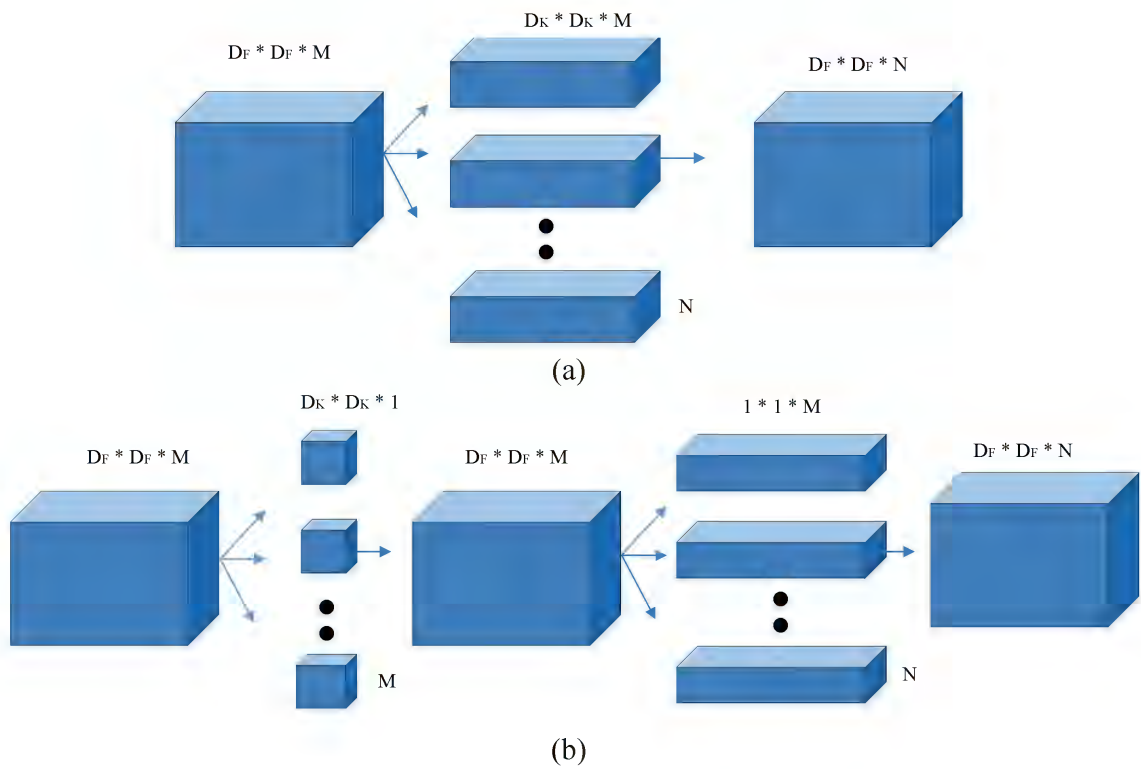 DK * DK * M
DF * DF * M
DF * DF * N
N
(a)
DK * DK * 1
1 * 1 * M
DF * DF * M
DF * DF * M
DF * DF * N
M
N
(b)